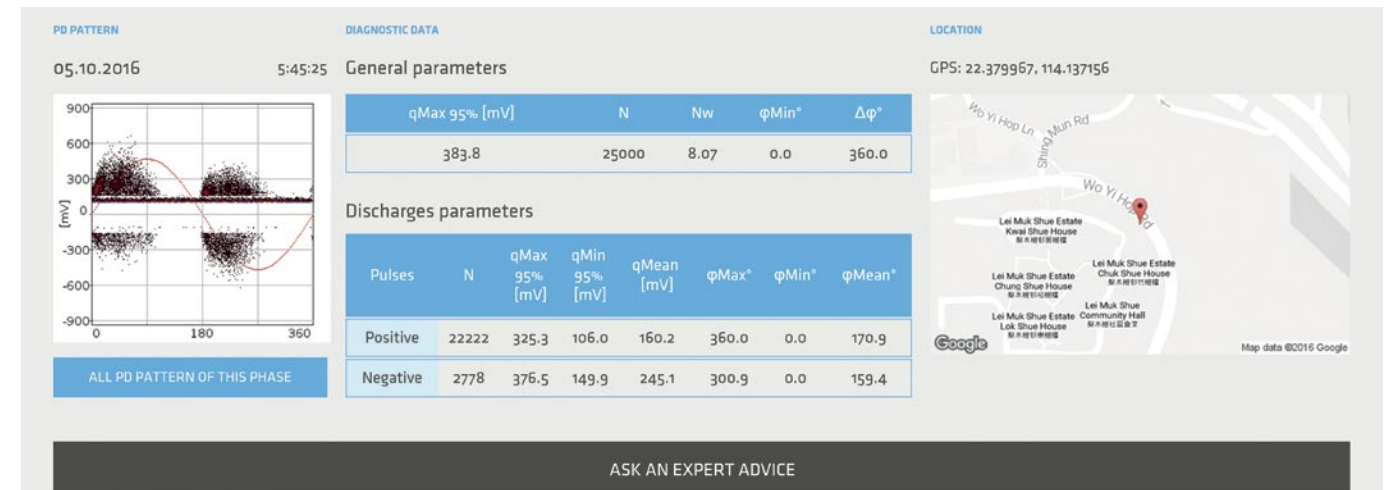 PD PATTERN
05.10.2016 5:45:25
900
600
300
0
-300
-600
-900
[mV]
0 180 360
ALL PD PATTERN OF THIS PHASE
DIAGNOSTIC DATA
General parameters
qMax 95% [mV] N Nw φMin° Δφ°
383.8 25000 8.07 0.0 360.0
Discharges parameters
Pulses N qMax 95% [mV] qMin 95% [mV] qMean [mV] φMax° φMin° φMean°
Positive 22222 325.3 106.0 160.2 360.0 0.0 170.9
Negative 2778 376.5 149.9 245.1 300.9 0.0 159.4
LOCATION
GPS: 22.379967, 114.137156
Wo Yi Hop Ln
Shing Mun Rd
Wo Yi Hop Rd
Lei Muk Shue Estate
Kwai Shue House
Lei Muk Shue Estate
Chuk Shue House
Lei Muk Shue Estate
Chung Shue House
Lei Muk Shue
Community Hall
Lei Muk Shue Estate
Lok Shue House
Google
Map data ©2016 Google
ASK AN EXPERT ADVICE